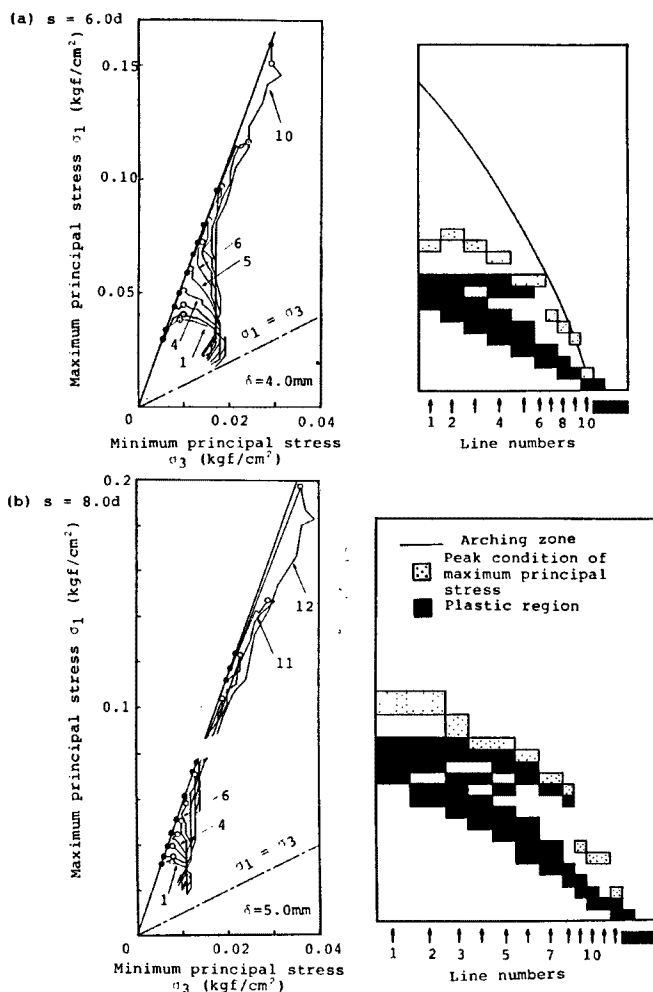 (a) s = 6.0d
Maximum principal stress σ1 (kgf/cm²)
0.15
0.10
0.05
0
10
6
5
4
1
σ1 = σ3
δ=4.0mm
0 0.02 0.04
Minimum principal stress
σ3 (kgf/cm²)
1 2 3 4 6 8 10
Line numbers
(b) s = 8.0d
Maximum principal stress σ1 (kgf/cm²)
0.2
0.1
0
12
11
6
4
1
σ1 = σ3
δ=5.0mm
0 0.02 0.04
Minimum principal stress
σ3 (kgf/cm²)
Arching zone
Peak condition of
maximum principal
stress
Plastic region
1 2 3 4 5 7 10
Line numbers